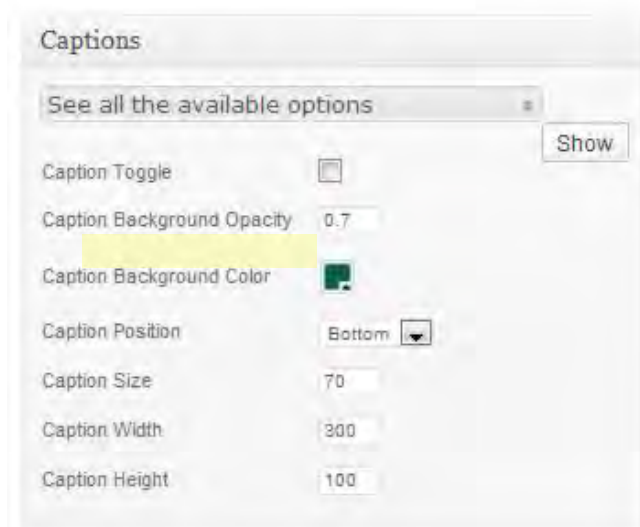 Captions
See all the available options
Show
Caption Toggle
Caption Background Opacity 0.7
Caption Background Color
Caption Position Bottom
Caption Size 70
Caption Width 300
Caption Height 100